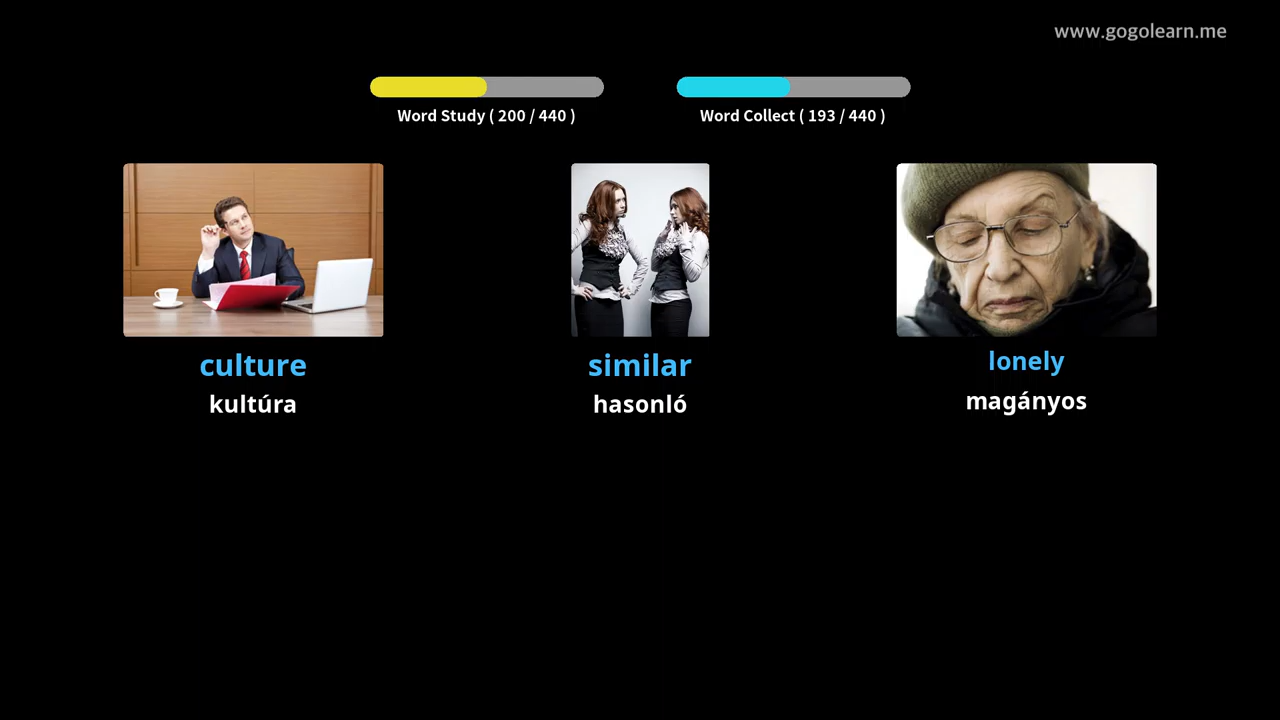 www.gogolearn.me
Word Study ( 200 / 440 )
Word Collect ( 193 / 440 )
culture
kultúra
similar
hasonló
lonely
magányos